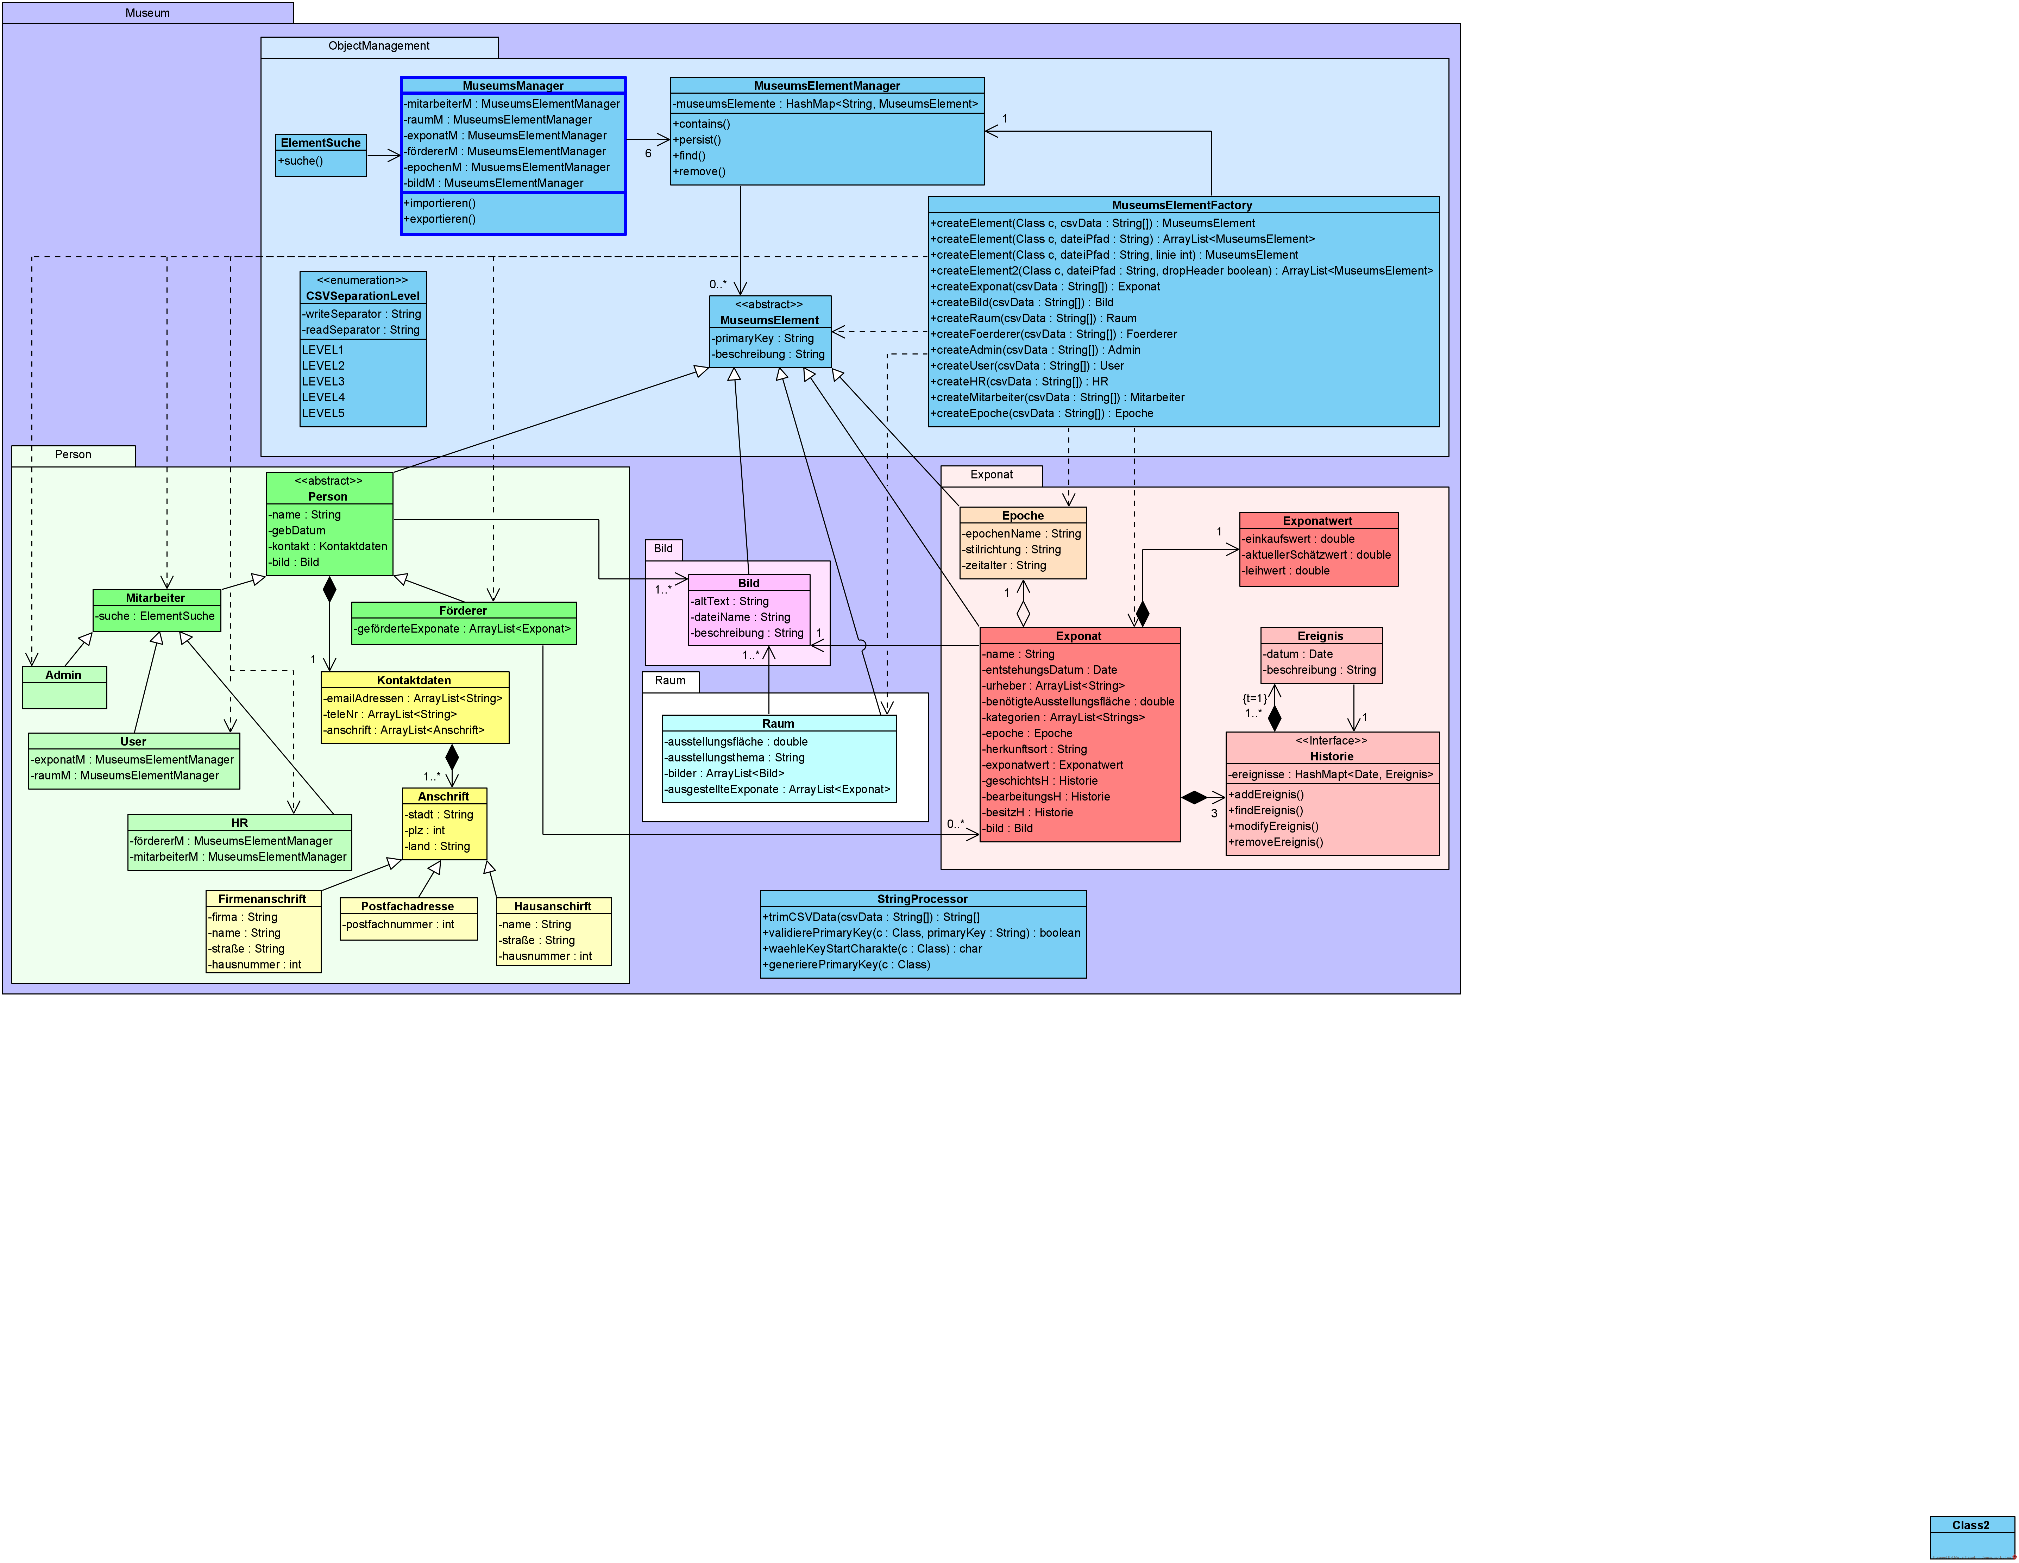 Museum
ObjectManagement
MuseumsManager
-mitarbeiterM : MuseumsElementManager
-raumM : MuseumsElementManager
-exponatM : MuseumsElementManager
-fördererM : MuseumsElementManager
-epochenM : MusuemsElementManager
-bildM : MuseumsElementManager
+importieren()
+exportieren()
MuseumsElementManager
-museumsElemente : HashMap<String, MuseumsElement>
+contains()
+persist()
+find()
+remove()
ElementSuche
+suche()
6
1
MuseumsElementFactory
+createElement(Class c, csvData : String[]) : MuseumsElement
+createElement(Class c, dateiPfad : String) : ArrayList<MuseumsElement>
+createElement(Class c, dateiPfad : String, linie int) : MuseumsElement
+createElement2(Class c, dateiPfad : String, dropHeader boolean) : ArrayList<MuseumsElement>
+createExponat(csvData : String[]) : Exponat
+createBild(csvData : String[]) : Bild
+createRaum(csvData : String[]) : Raum
+createFoerderer(csvData : String[]) : Foerderer
+createAdmin(csvData : String[]) : Admin
+createUser(csvData : String[]) : User
+createHR(csvData : String[]) : HR
+createMitarbeiter(csvData : String[]) : Mitarbeiter
+createEpoche(csvData : String[]) : Epoche
<<enumeration>>
CSVSeparationLevel
-writeSeparator : String
-readSeparator : String
LEVEL1
LEVEL2
LEVEL3
LEVEL4
LEVEL5
0..*
<<abstract>>
MuseumsElement
-primaryKey : String
-beschreibung : String
Person
<<abstract>>
Person
-name : String
-gebDatum
-kontakt : Kontaktdaten
-bild : Bild
Mitarbeiter
-suche : ElementSuche
Förderer
-geförderteExponate : ArrayList<Exponat>
Admin
1
Kontaktdaten
-emailAdressen : ArrayList<String>
-teleNr : ArrayList<String>
-anschrift : ArrayList<Anschrift>
User
-exponatM : MuseumsElementManager
-raumM : MuseumsElementManager
HR
-fördererM : MuseumsElementManager
-mitarbeiterM : MuseumsElementManager
1..*
Anschrift
-stadt : String
-plz : int
-land : String
Firmenanschrift
-firma : String
-name : String
-straße : String
-hausnummer : int
Postfachadresse
-postfachnummer : int
Hausanschirft
-name : String
-straße : String
-hausnummer : int
Bild
1..*
Bild
-altText : String
-dateiName : String
-beschreibung : String
1
1..*
Raum
Raum
-ausstellungsfläche : double
-ausstellungsthema : String
-bilder : ArrayList<Bild>
-ausgestellteExponate : ArrayList<Exponat>
Exponat
Epoche
-epochenName : String
-stilrichtung : String
-zeitalter : String
1
1
Exponatwert
-einkaufswert : double
-aktuellerSchätzwert : double
-leihwert : double
Exponat
-name : String
-entstehungsDatum : Date
-urheber : ArrayList<String>
-benötigteAusstellungsfläche : double
-kategorien : ArrayList<Strings>
-epoche : Epoche
-herkunftsort : String
-exponatwert : Exponatwert
-geschichtsH : Historie
-bearbeitungsH : Historie
-besitzH : Historie
-bild : Bild
0..*
Ereignis
-datum : Date
-beschreibung : String
{t=1}
1..*
1
<<Interface>>
Historie
-ereignisse : HashMapt<Date, Ereignis>
+addEreignis()
+findEreignis()
+modifyEreignis()
+removeEreignis()
3
StringProcessor
+trimCSVData(csvData : String[]) : String[]
+validierePrimaryKey(c : Class, primaryKey : String) : boolean
+waehleKeyStartCharakte(c : Class) : char
+generierePrimaryKey(c : Class)
Class2